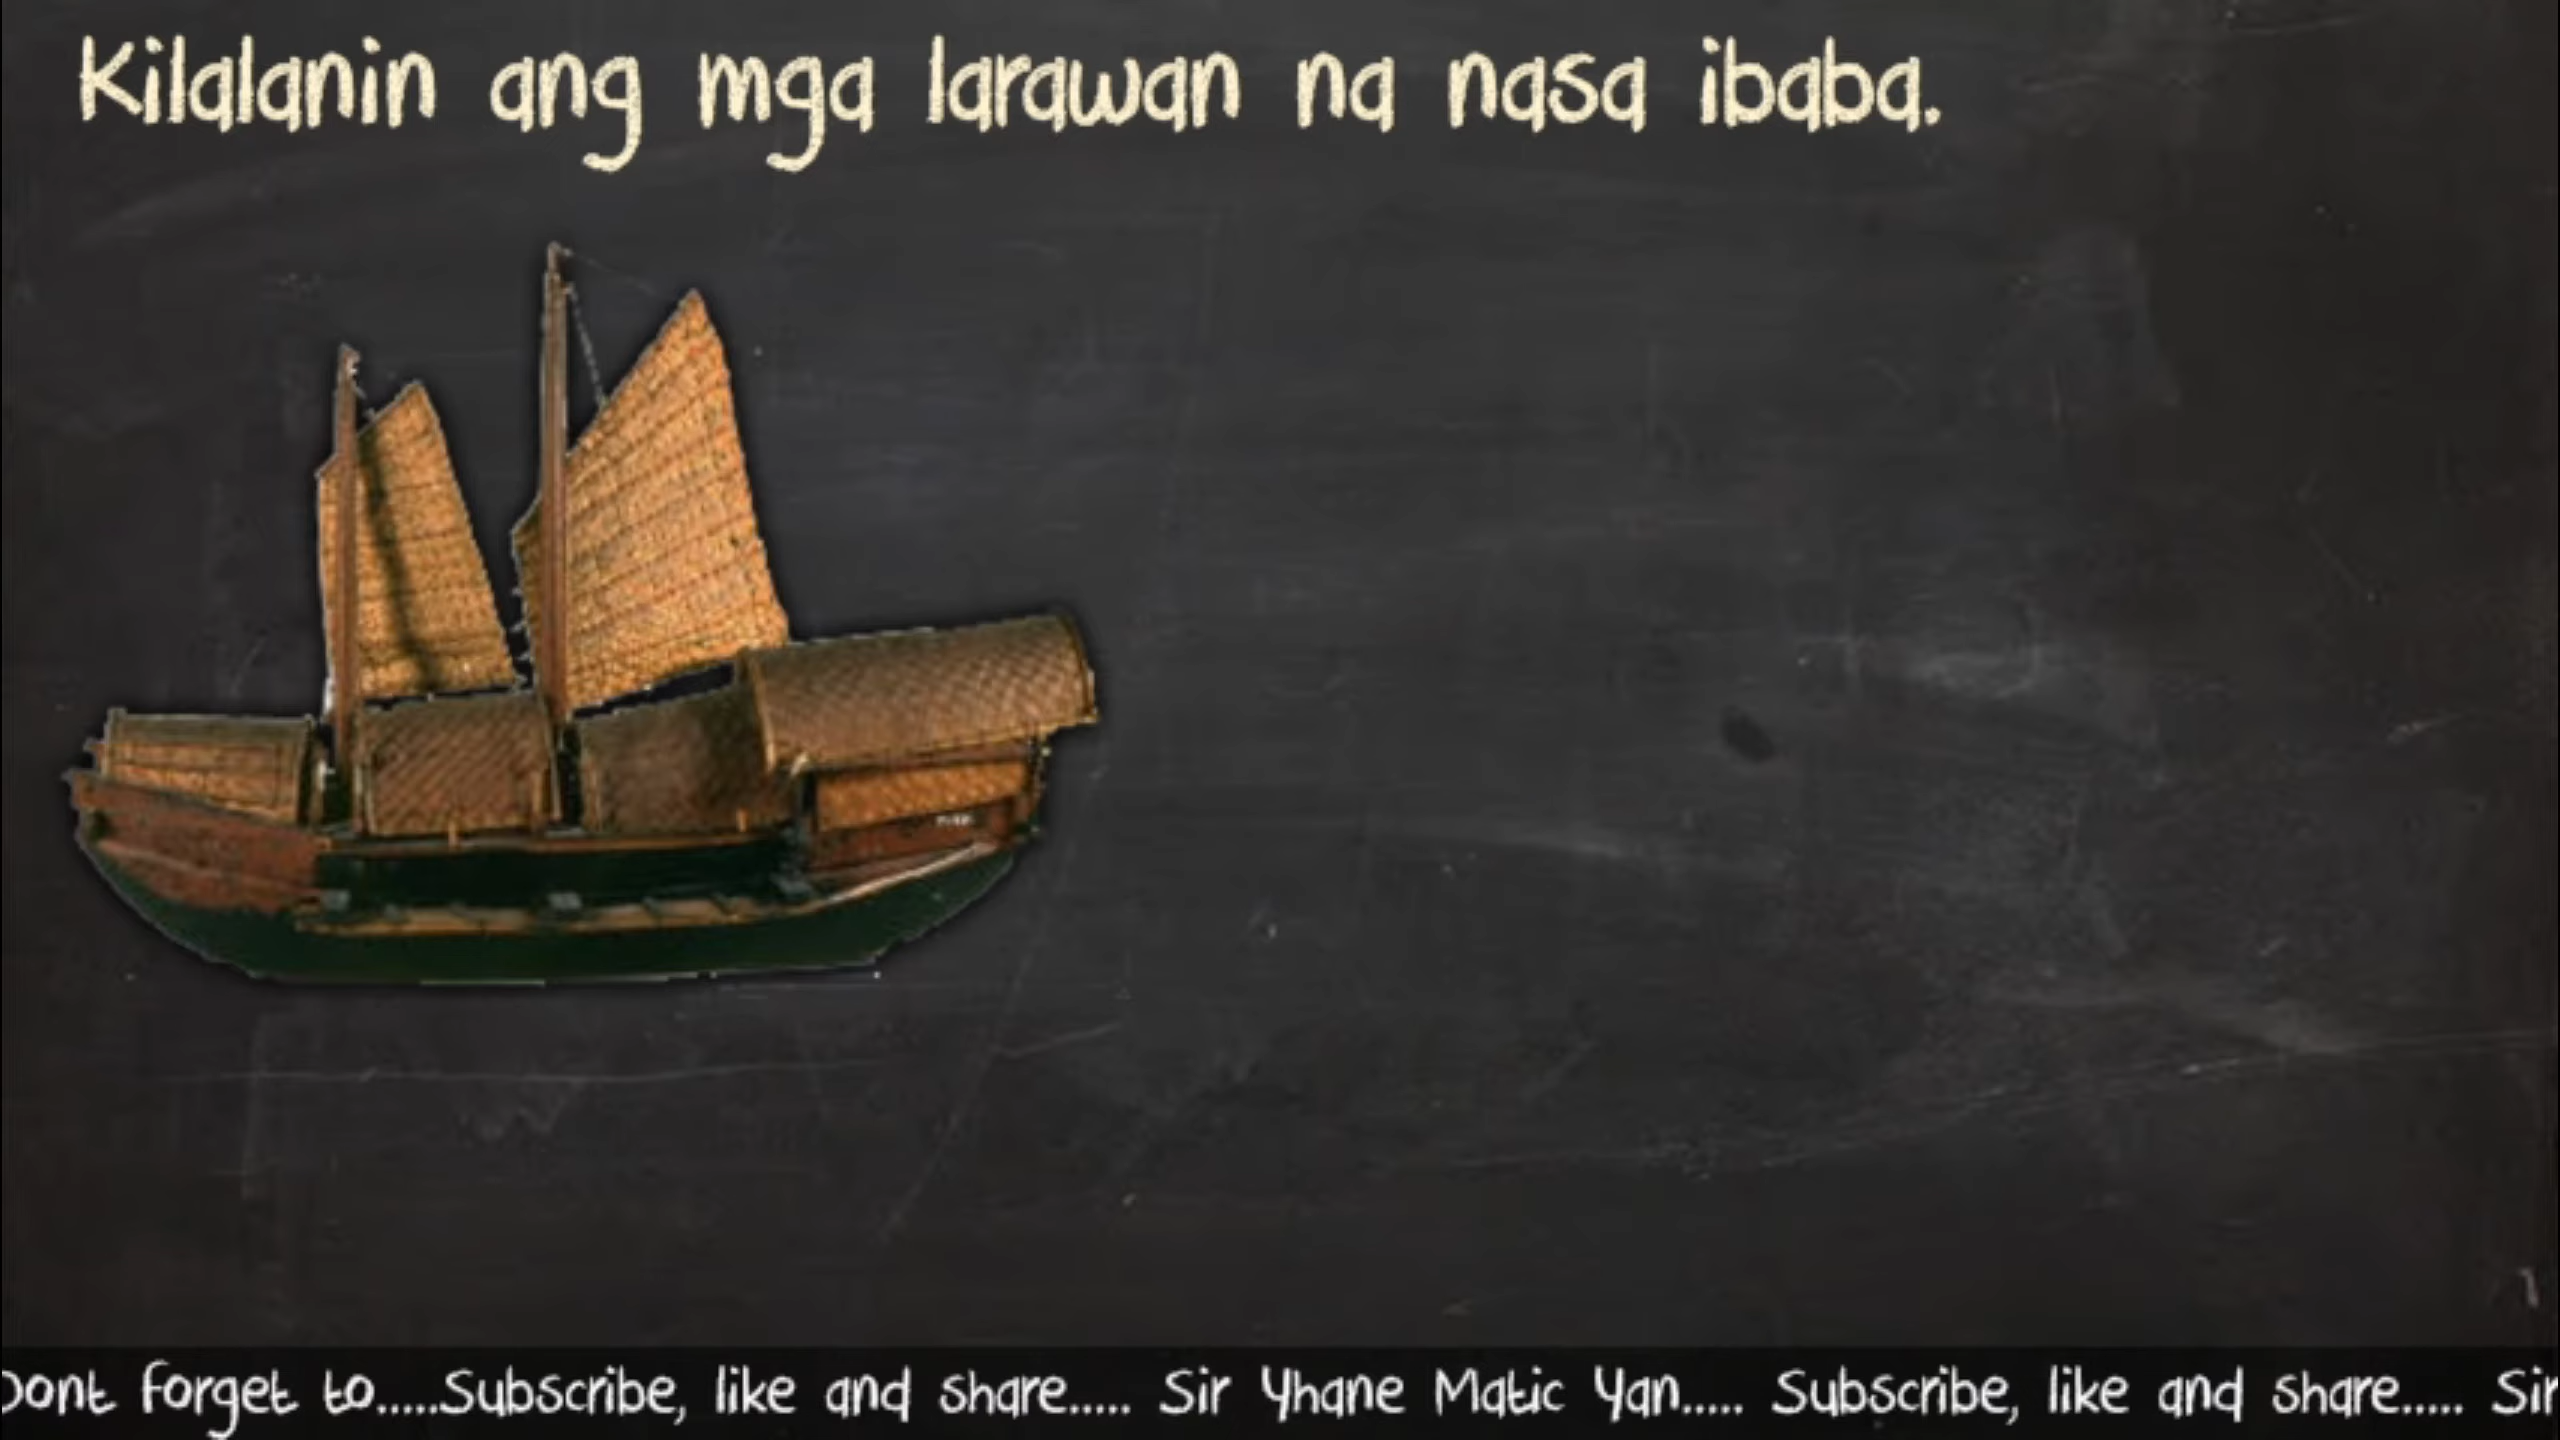 Kilalanin ang mga larawan na nasa ibaba.
Dont forget to.....Subscribe, like and share..... Sir Yhane Matic Yan..... Subscribe, like and share..... Sir